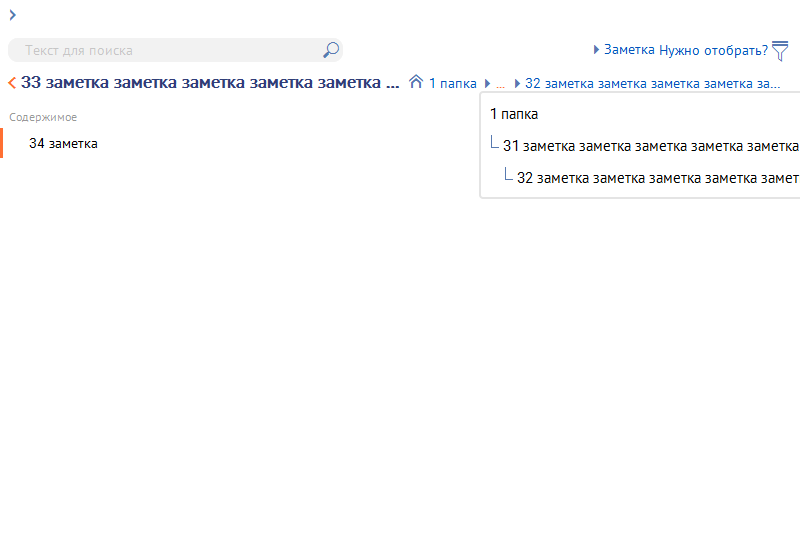 Текст для поиска
Заметка Нужно отобрать?
33 заметка заметка заметка заметка заметка ... 1 папка ... 32 заметка заметка заметка заметка за...
1 папка
Содержимое
34 заметка
31 заметка заметка заметка заметка заметка
32 заметка заметка заметка заметка замет